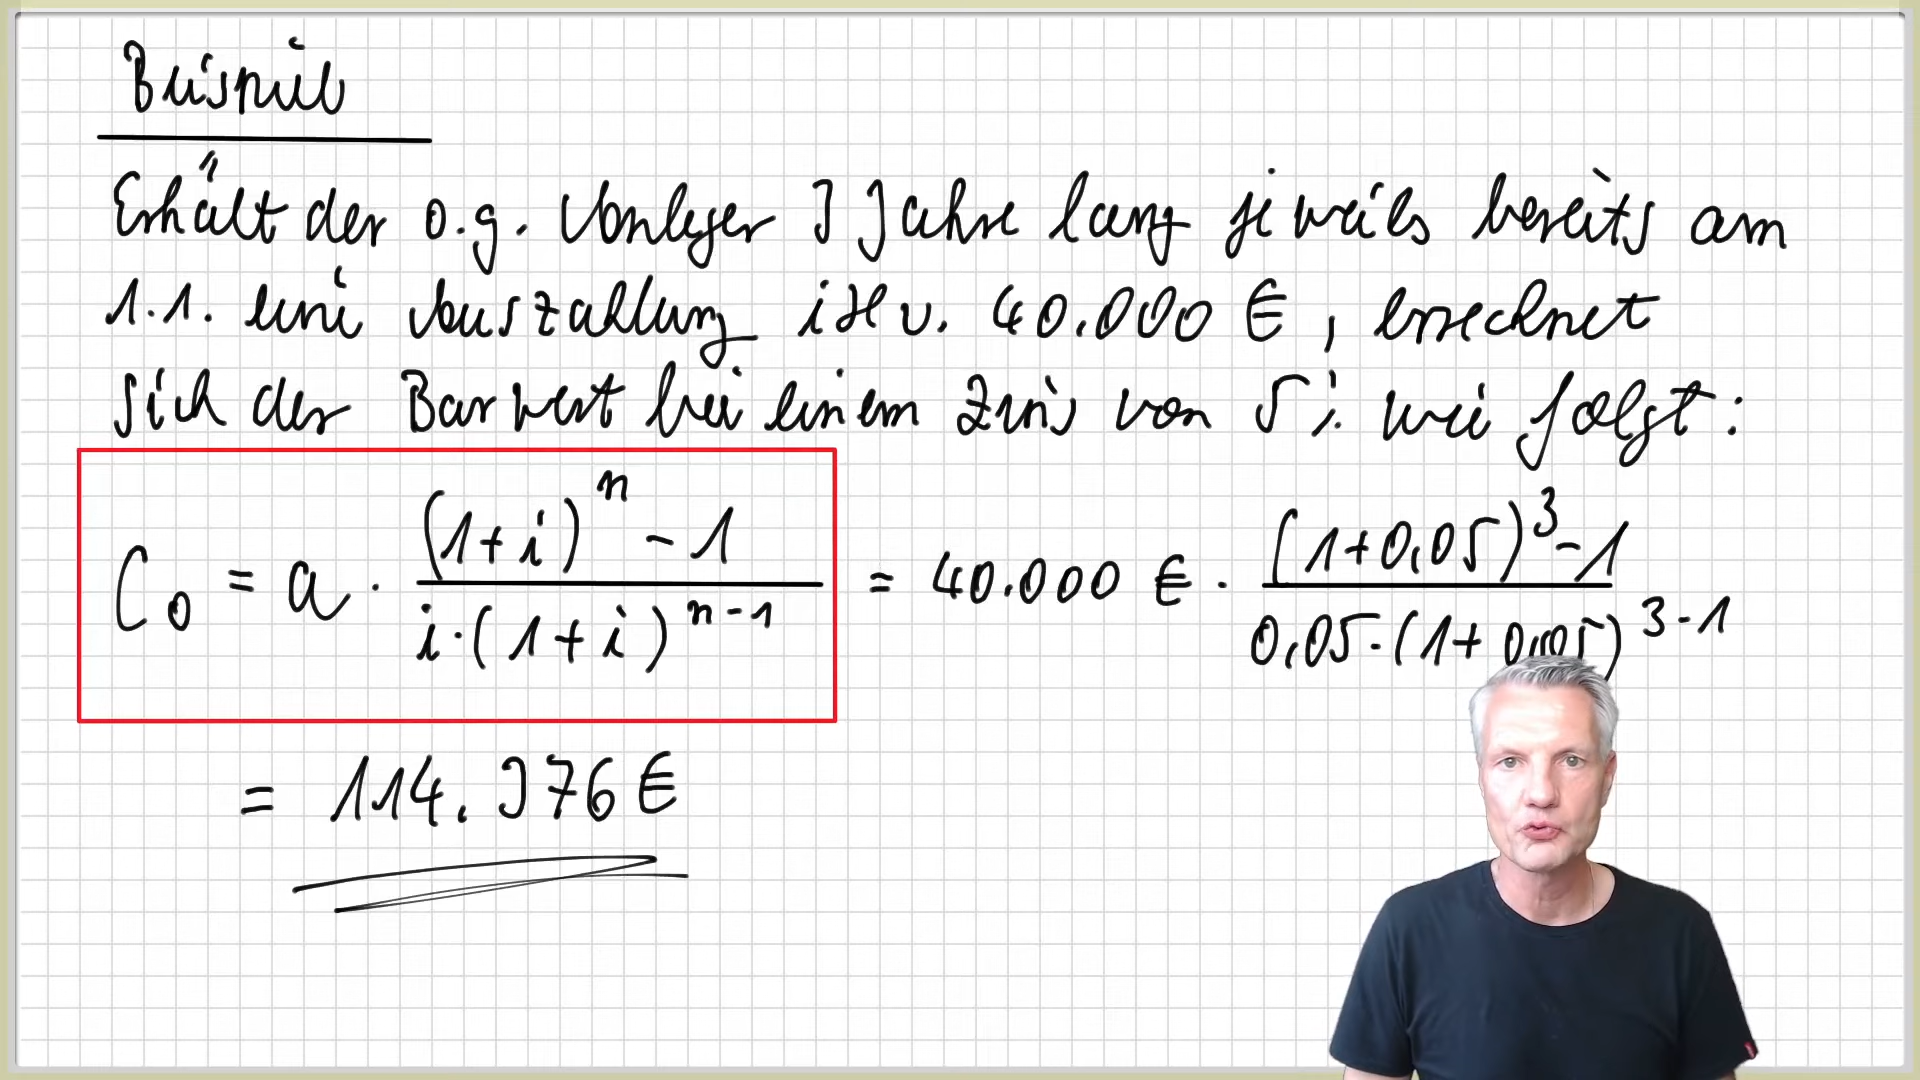 Beispiel
Erhält der o.g. Anleger 3 Jahre lang jeweils bereits am
1.1. eine Auszahlung iHv. 40.000 €, errechnet
sich der Barwert bei einem Zins von 5 % wie folgt:
C₀ = a · ((1+i)ⁿ - 1) / (i·(1+i)ⁿ⁻¹) = 40.000 € · ((1+0,05)³ - 1) / (0,05·(1+0,05)³⁻¹)
= 114.376 €